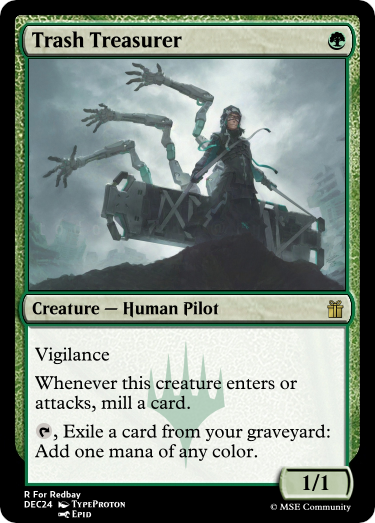 Trash Treasurer
Creature — Human Pilot
Vigilance
Whenever this creature enters or
attacks, mill a card.
, Exile a card from your graveyard:
Add one mana of any color.
1/1
R For Redbay
DEC24 TypeProton
Epid
© MSE Community